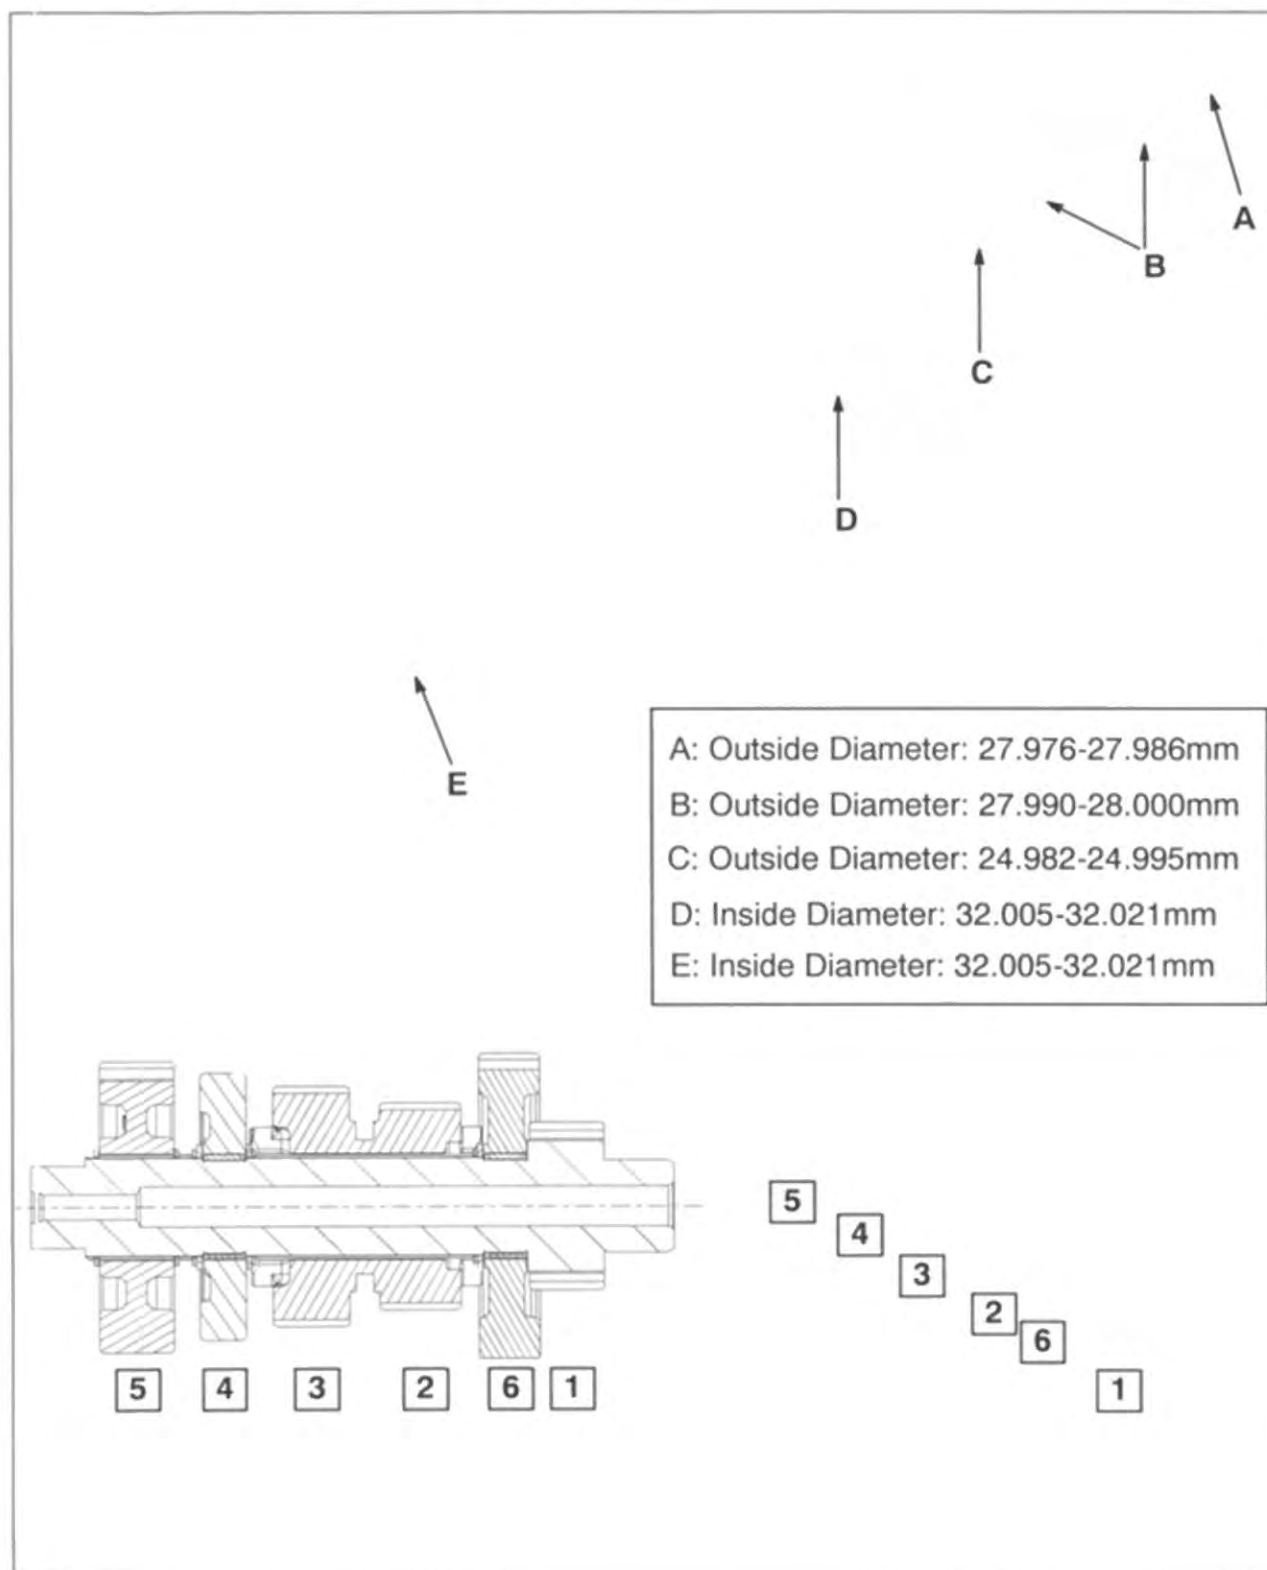 A
B
C
D
E
A: Outside Diameter: 27.976-27.986mm
B: Outside Diameter: 27.990-28.000mm
C: Outside Diameter: 24.982-24.995mm
D: Inside Diameter: 32.005-32.021mm
E: Inside Diameter: 32.005-32.021mm
5 4 3 2 6 1
5
4
3
2
6
1